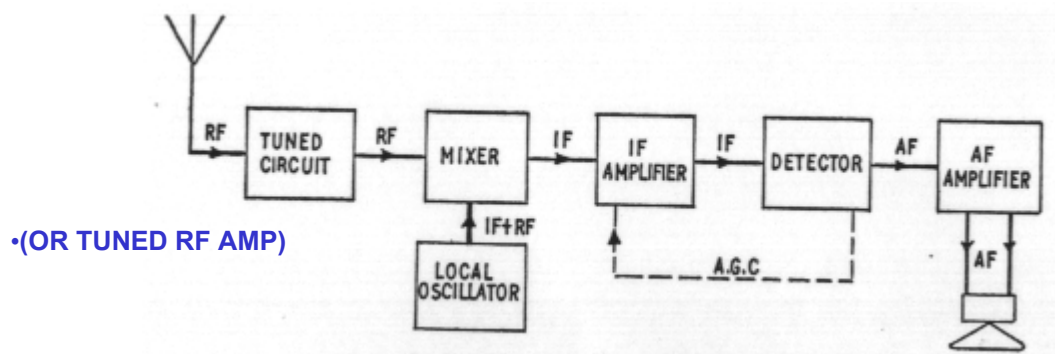 RF
TUNED
CIRCUIT
RF
MIXER
IF
IF
AMPLIFIER
IF
DETECTOR
AF
AF
AMPLIFIER
IF+RF
LOCAL
OSCILLATOR
A.G.C
AF
•(OR TUNED RF AMP)